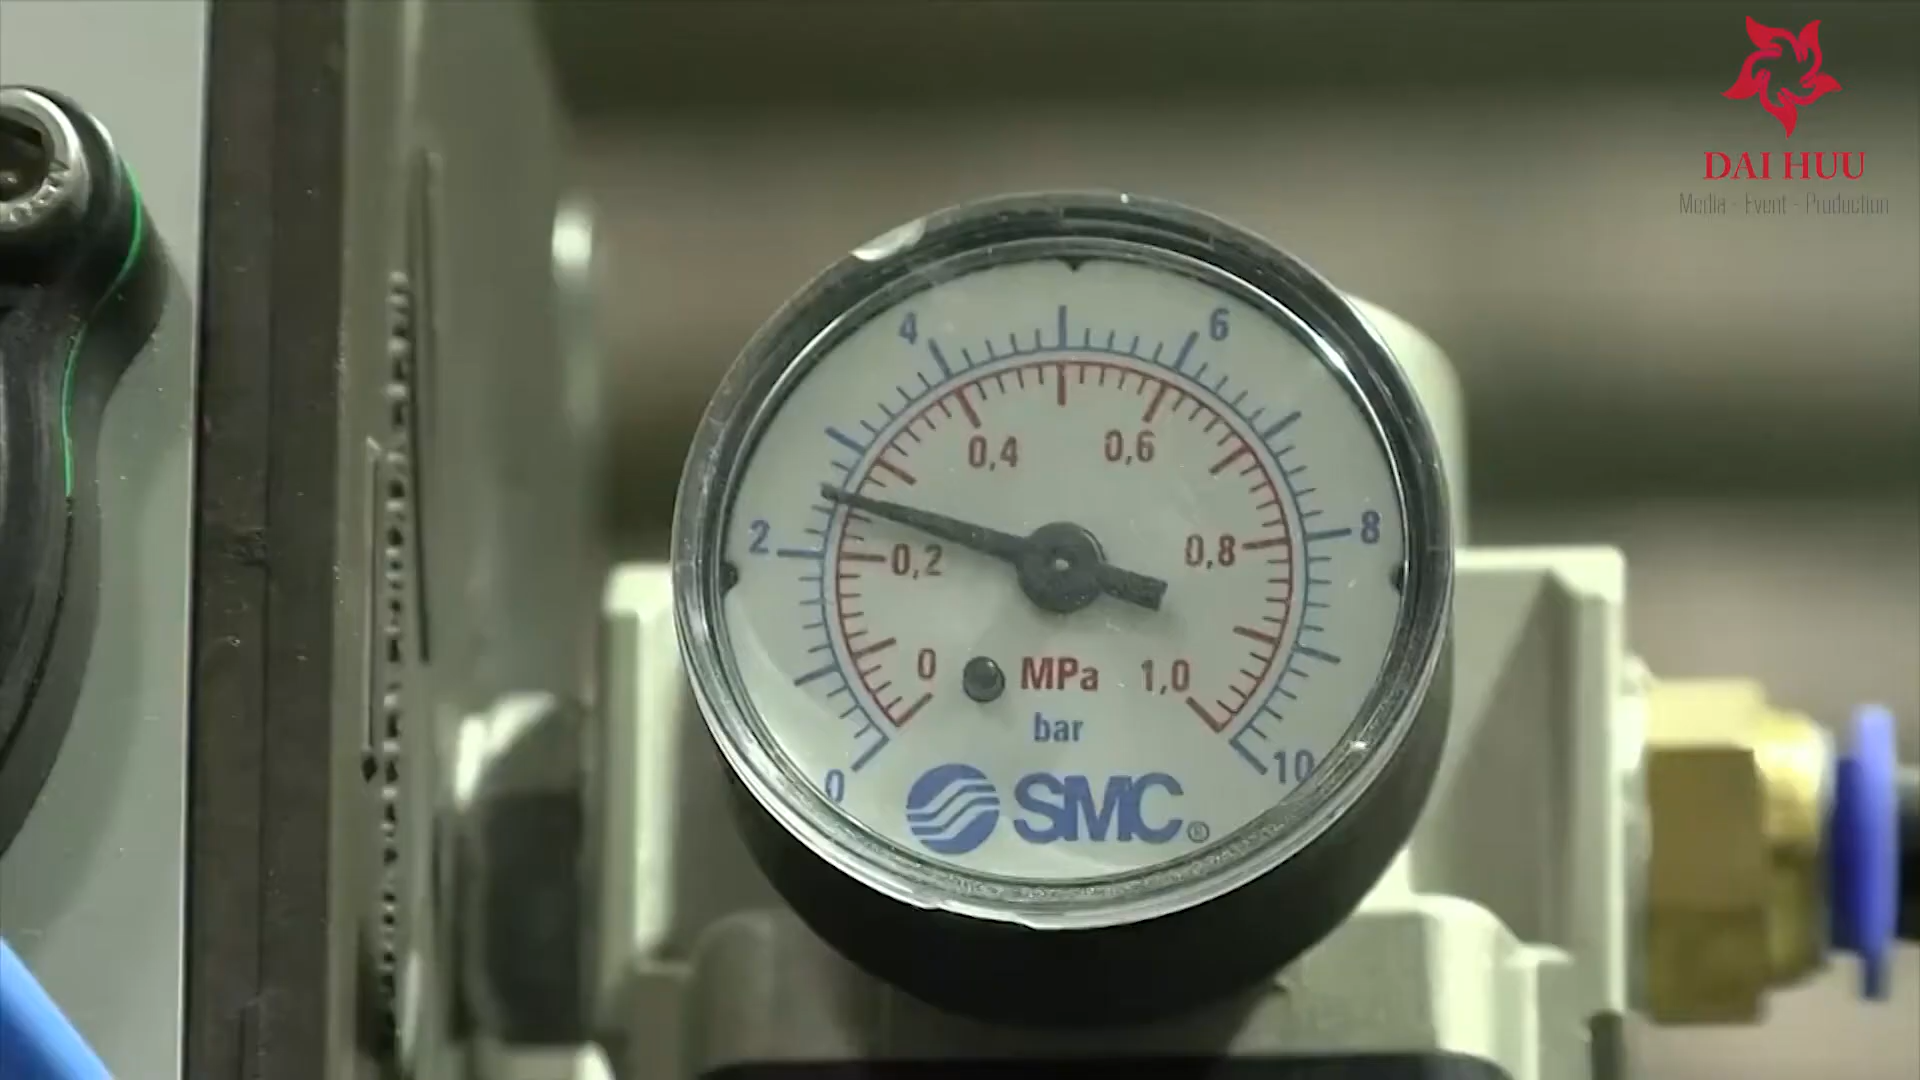 DAI HUU
Media - Event - Production
4
6
0,4
0,6
2
8
0,2
0,8
0
MPa
1,0
bar
0
10
SMC®